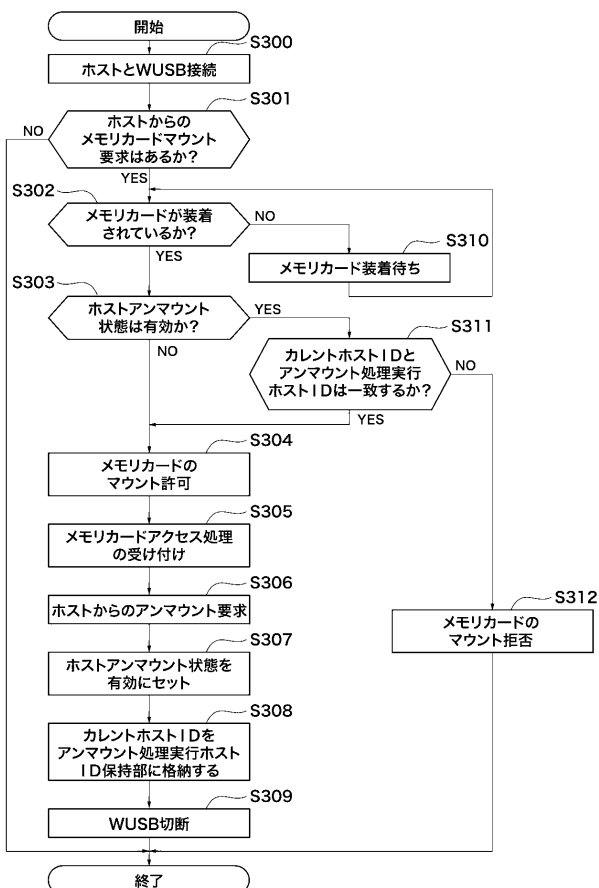 開始
S300
ホストとWUSB接続
S301
ホストからの
メモリカードマウント
要求はあるか?
NO
YES
S302
メモリカードが装着
されているか?
NO
YES
S310
メモリカード装着待ち
S303
ホストアンマウント
状態は有効か?
YES
NO
S311
カレントホストIDと
アンマウント処理実行
ホストIDは一致するか?
NO
YES
S304
メモリカードの
マウント許可
S305
メモリカードアクセス処理
の受け付け
S306
ホストからのアンマウント要求
S312
メモリカードの
マウント拒否
S307
ホストアンマウント状態を
有効にセット
S308
カレントホストIDを
アンマウント処理実行ホスト
ID保持部に格納する
S309
WUSB切断
終了